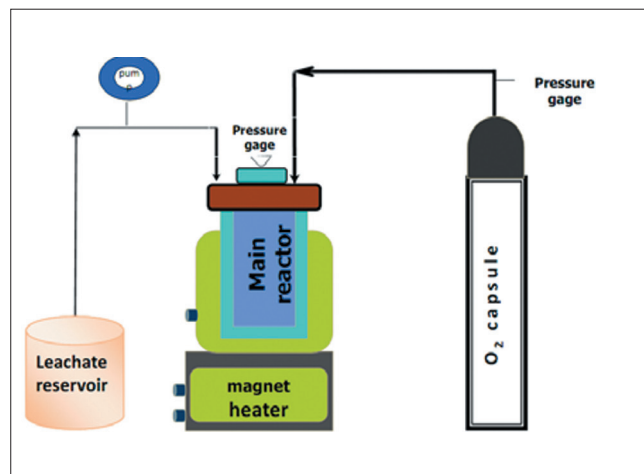 pum
p
Pressure
gage
Pressure
gage
Main
reactor
O₂ capsule
Leachate
reservoir
magnet
heater